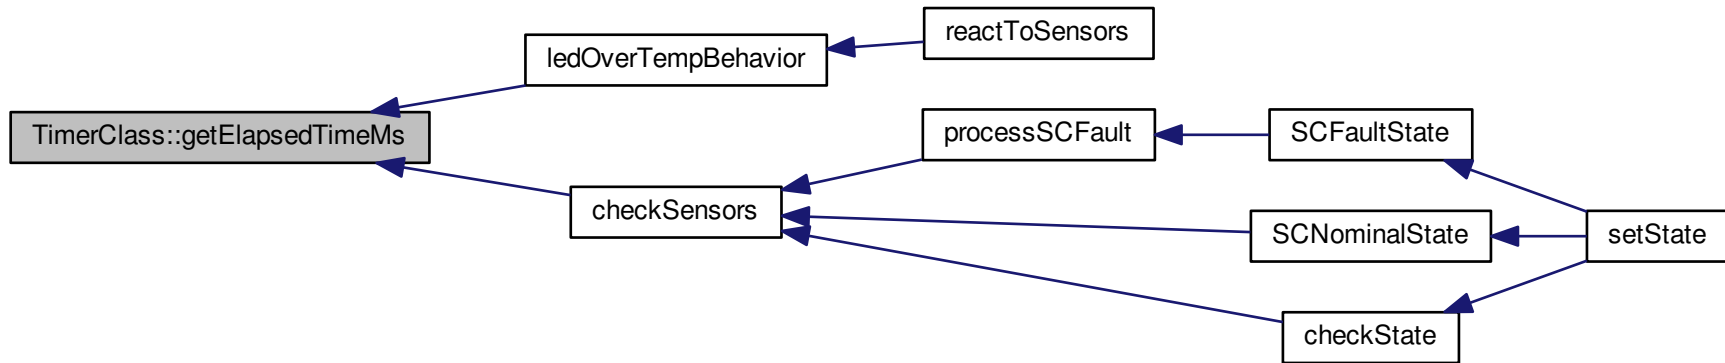 reactToSensors
ledOverTempBehavior
TimerClass::getElapsedTimeMs
processSCFault
SCFaultState
checkSensors
SCNominalState
setState
checkState